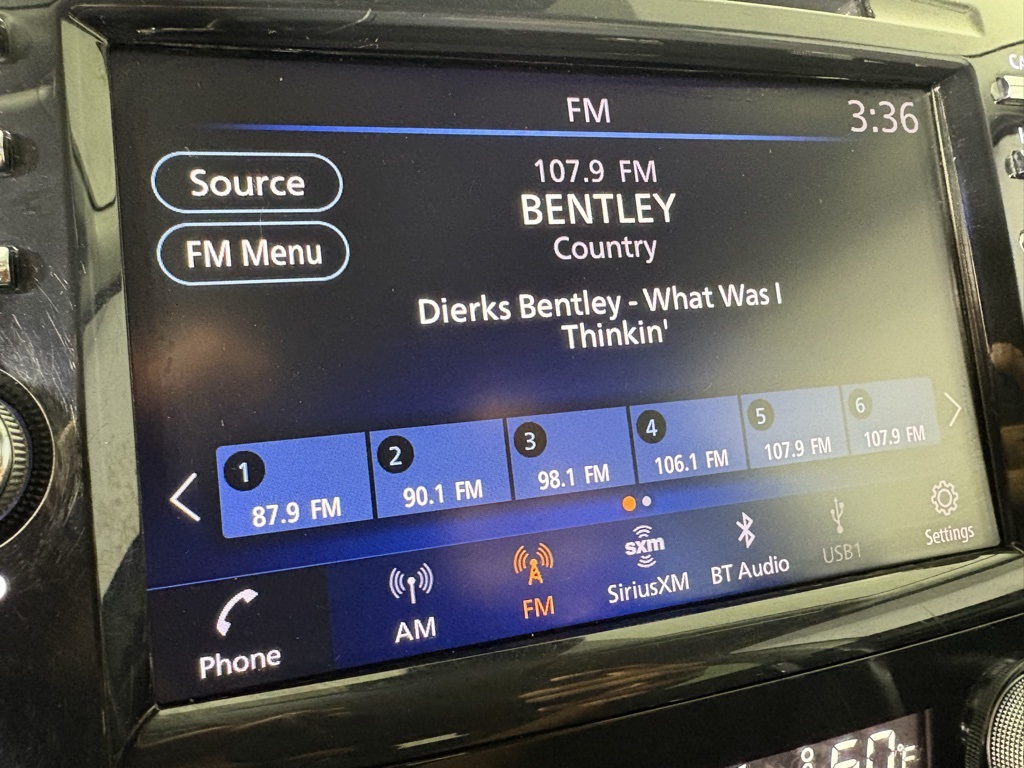 FM
3:36
Source
FM Menu
107.9 FM
BENTLEY
Country
Dierks Bentley - What Was I
Thinkin'
1
87.9 FM
2
90.1 FM
3
98.1 FM
4
106.1 FM
5
107.9 FM
6
107.9 FM
Phone
AM
FM
sxm
SiriusXM
BT Audio
USB1
Settings
60°F